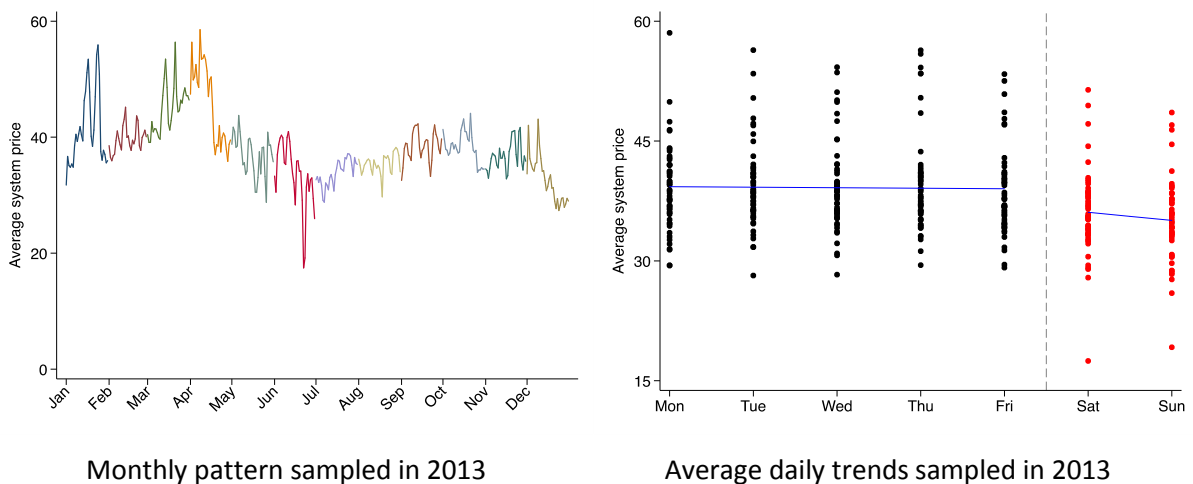 Average system price
60
40
20
0
Jan Feb Mar Apr May Jun Jul Aug Sep Oct Nov Dec
Monthly pattern sampled in 2013
Average system price
60
45
30
15
Mon Tue Wed Thu Fri Sat Sun
Average daily trends sampled in 2013